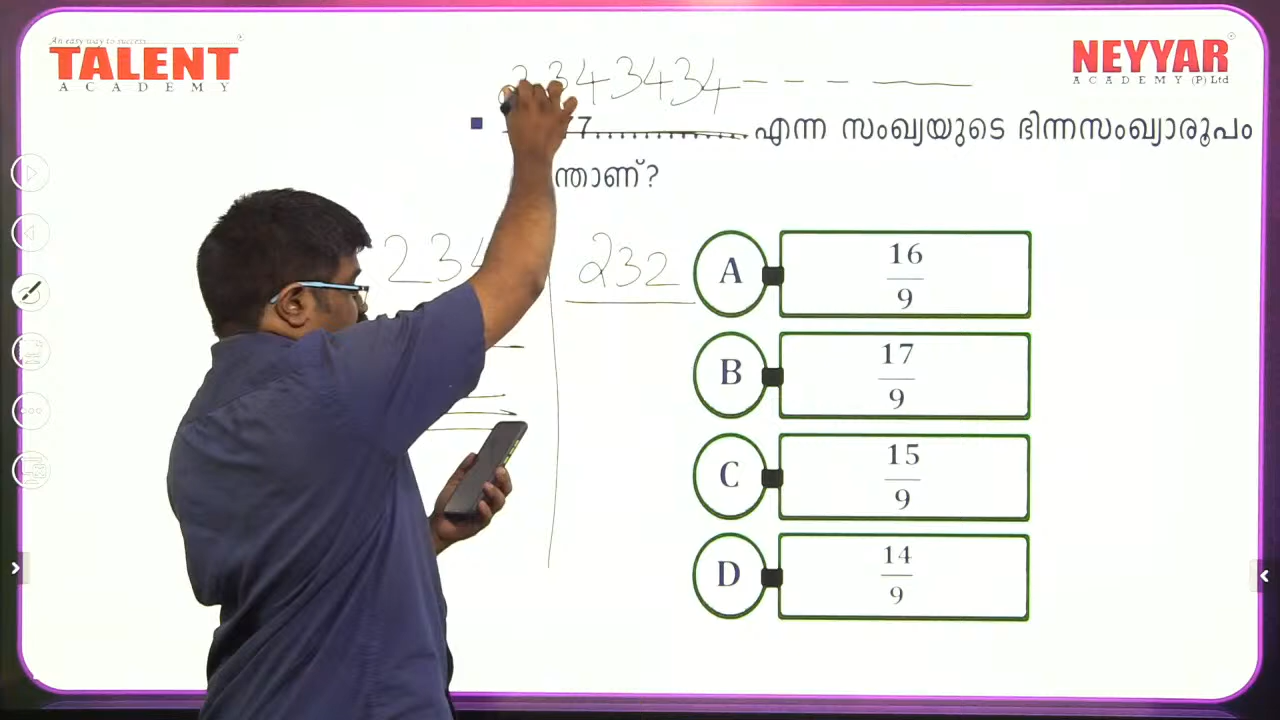 An easy way to success
TALENT
ACADEMY
NEYYAR
ACADEMY (P) Ltd
343434
7................ എന്ന സംഖ്യയുടെ ഭിന്നസംഖ്യാരൂപം
ന്താണ്?
234
232
A 16/9
B 17/9
C 15/9
D 14/9